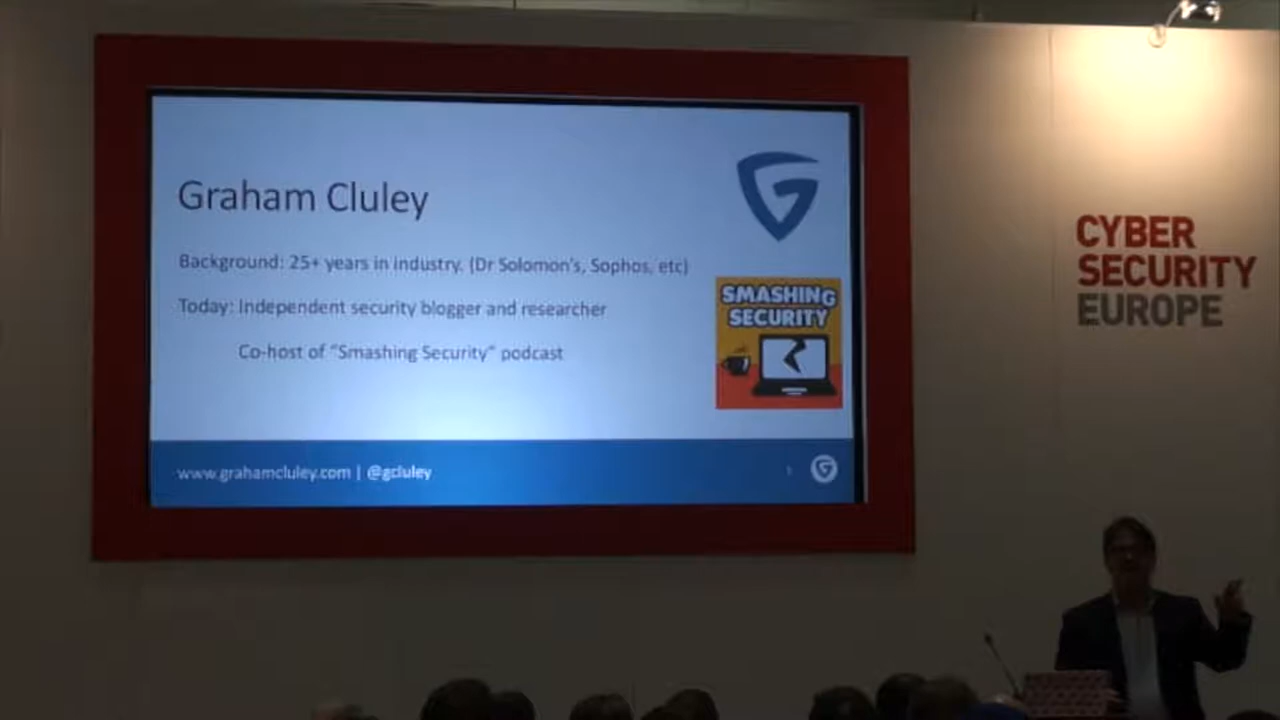 Graham Cluley
Background: 25+ years in industry. (Dr Solomon's, Sophos, etc)
Today: Independent security blogger and researcher
Co-host of "Smashing Security" podcast
SMASHING
SECURITY
www.grahamcluley.com | @gcluley
CYBER
SECURITY
EUROPE